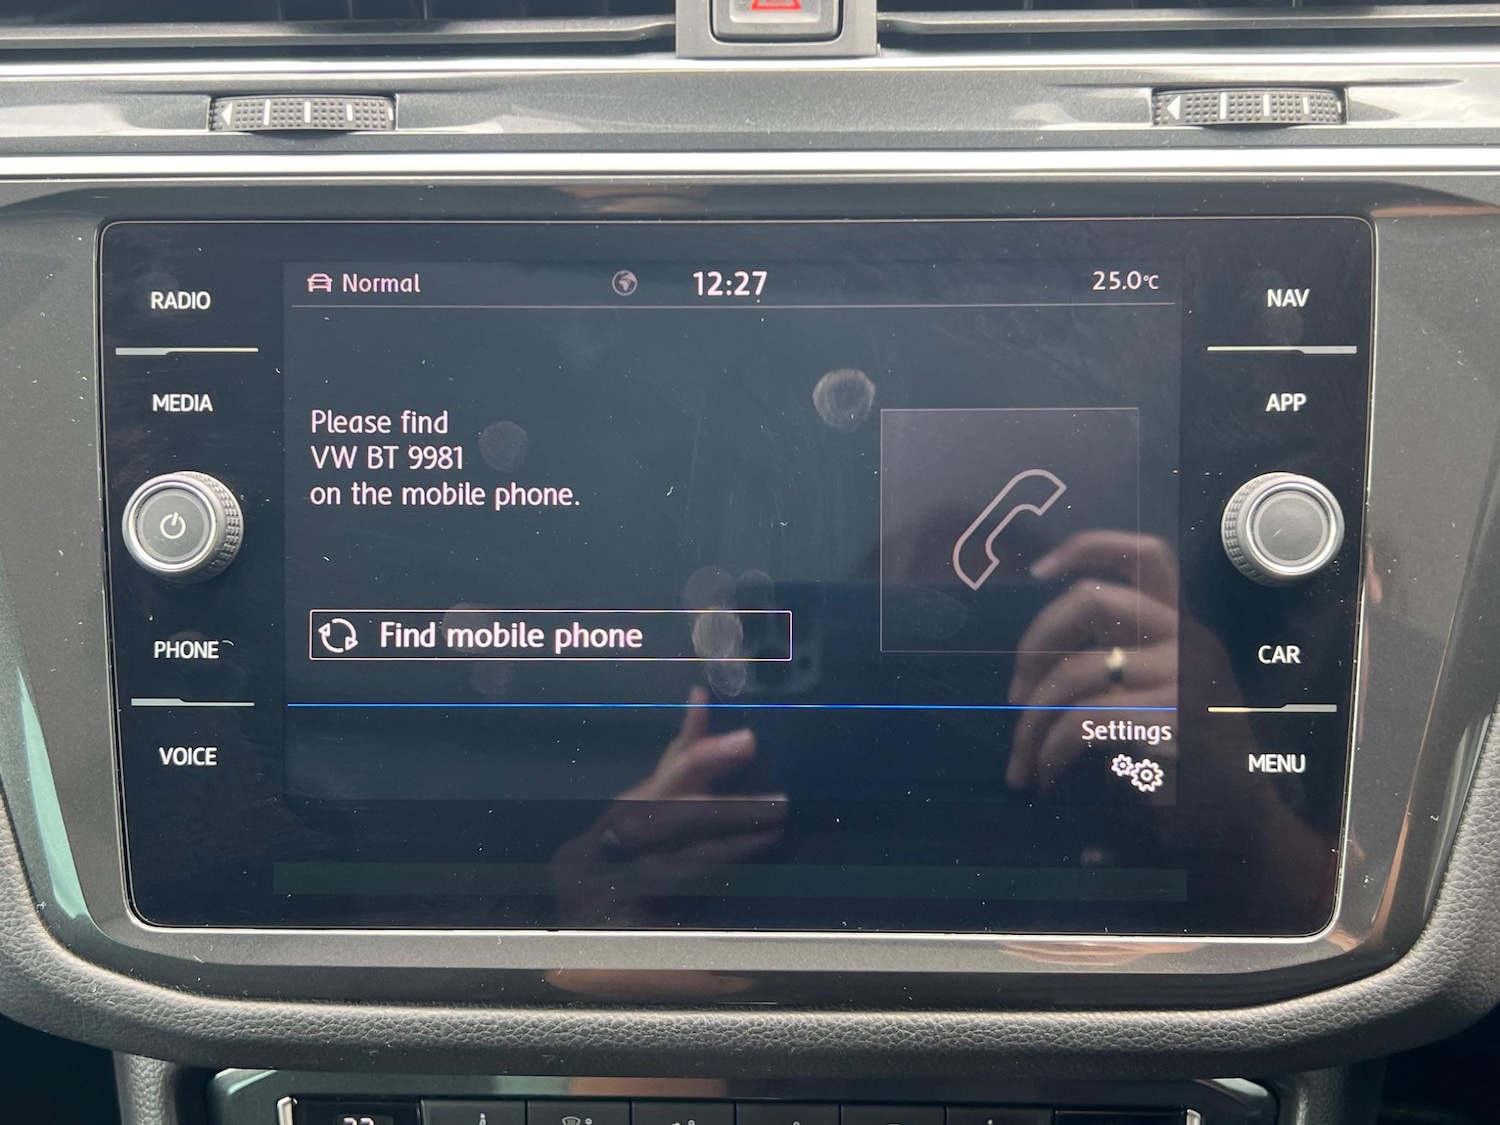 Normal 12:27 25.0°C
RADIO
NAV
MEDIA
APP
Please find
VW BT 9981
on the mobile phone.
Find mobile phone
PHONE
CAR
Settings
VOICE
MENU